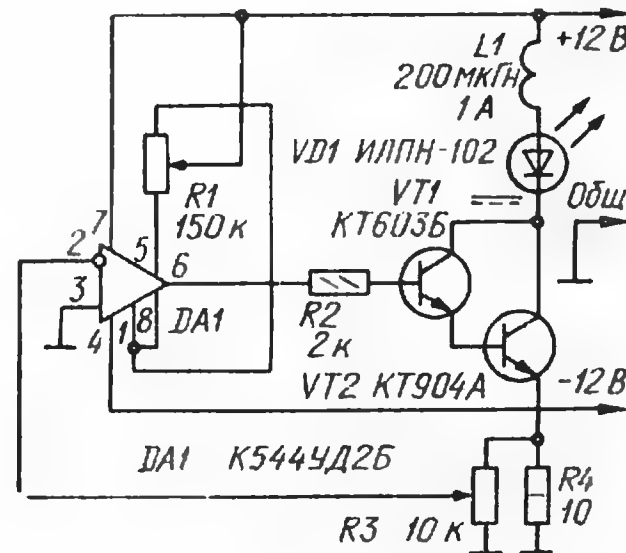 +12 В
L1
200 мкГн
1 А
VD1 ИЛПН-102
R1
150 к
VT1
КТ603Б
Общ
7
2
5
6
3
4
1
8
DA1
R2
2 к
VT2 КТ904А
-12 В
DA1 К544УД2Б
R3 10 к
R4
10